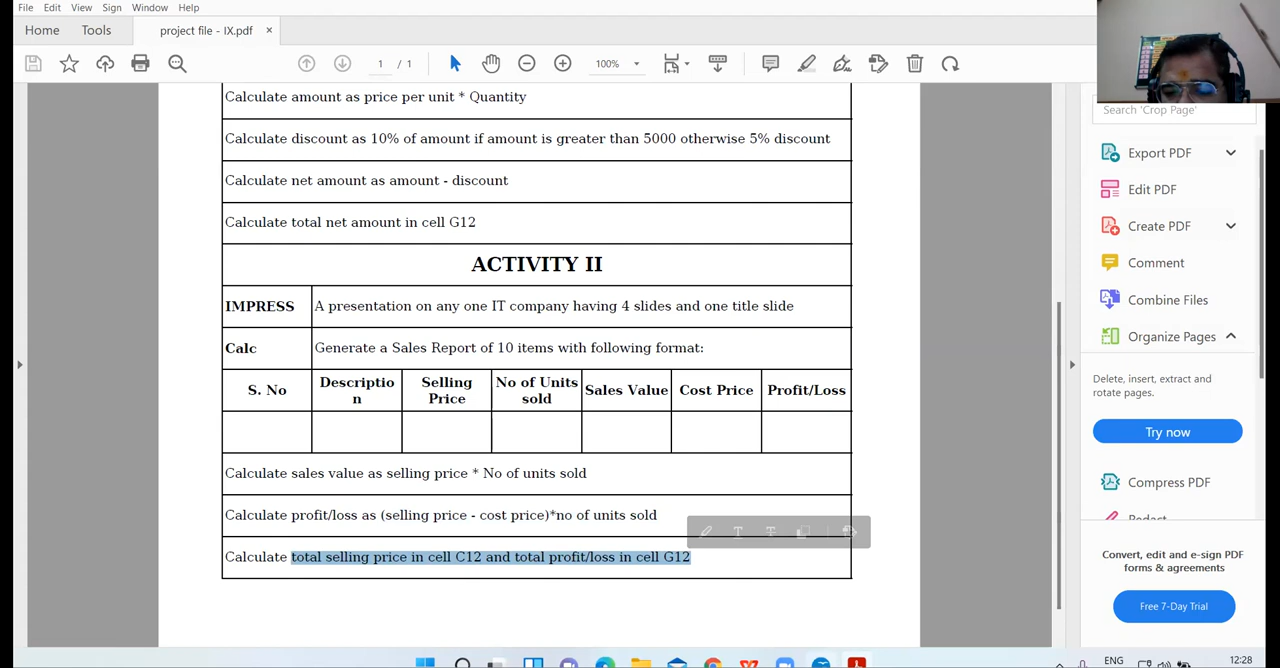 File Edit View Sign Window Help
Home Tools project file - IX.pdf ×
1 / 1 100%
Search 'Crop Page'
Export PDF
Edit PDF
Create PDF
Comment
Combine Files
Organize Pages
Delete, insert, extract and
rotate pages.
Try now
Compress PDF
Redact
Convert, edit and e-sign PDF
forms & agreements
Free 7-Day Trial
Calculate amount as price per unit * Quantity
Calculate discount as 10% of amount if amount is greater than 5000 otherwise 5% discount
Calculate net amount as amount - discount
Calculate total net amount in cell G12
ACTIVITY II
IMPRESS A presentation on any one IT company having 4 slides and one title slide
Calc Generate a Sales Report of 10 items with following format:
S. No Descriptio
n Selling
Price No of Units
sold Sales Value Cost Price Profit/Loss
Calculate sales value as selling price * No of units sold
Calculate profit/loss as (selling price - cost price)*no of units sold
Calculate total selling price in cell C12 and total profit/loss in cell G12
ENG 12:28